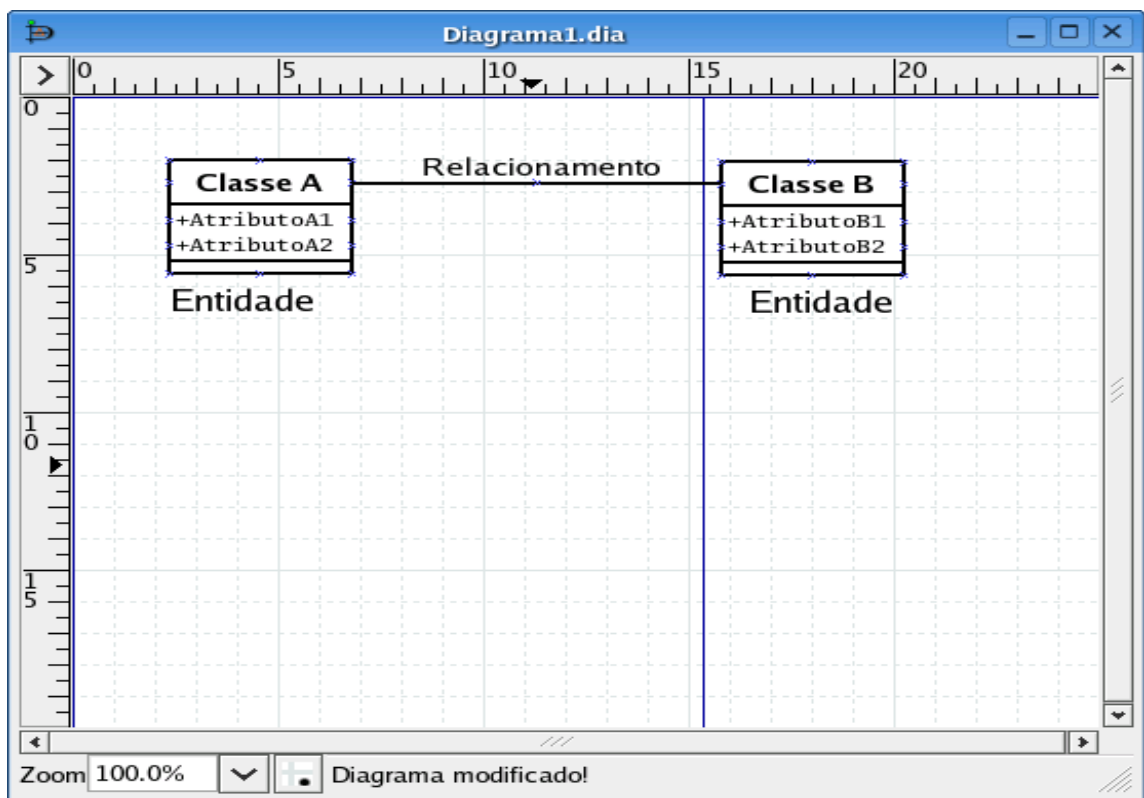 Diagrama1.dia
0 5 10 15 20
0
5
10
15
Relacionamento
Classe A
+AtributoA1
+AtributoA2
Entidade
Classe B
+AtributoB1
+AtributoB2
Entidade
Zoom 100.0% Diagrama modificado!